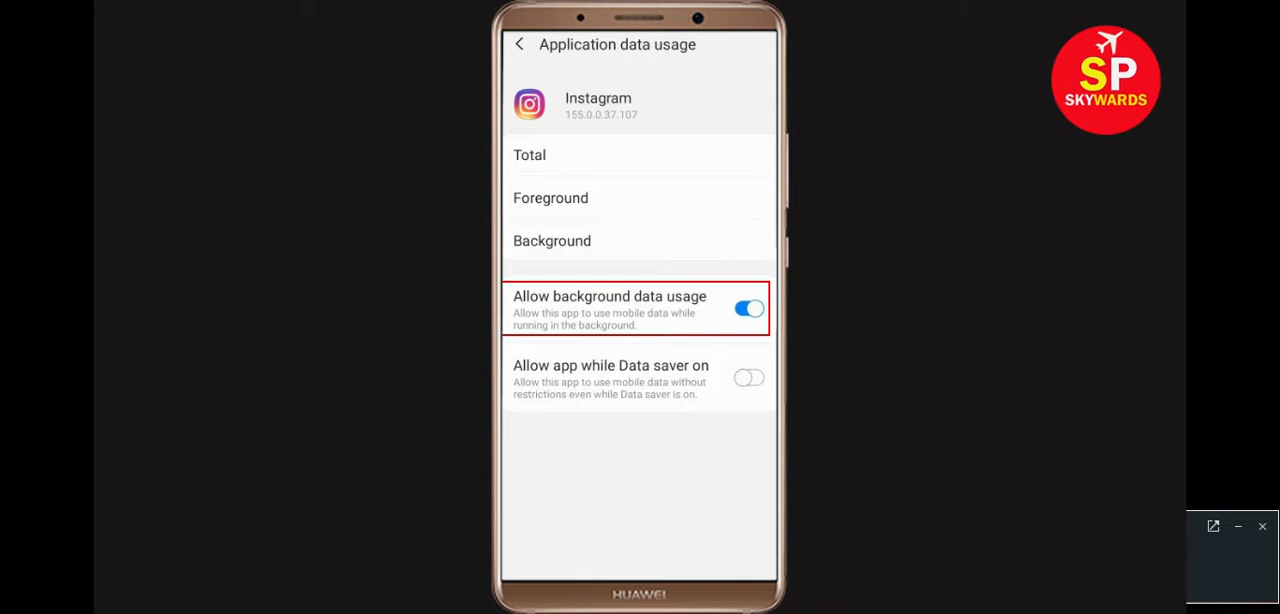 Application data usage
Instagram
155.0.0.37.107
Total
Foreground
Background
Allow background data usage
Allow this app to use mobile data while
running in the background.
Allow app while Data saver on
Allow this app to use mobile data without
restrictions even while Data saver is on.
HUAWEI
SP
SKYWARDS